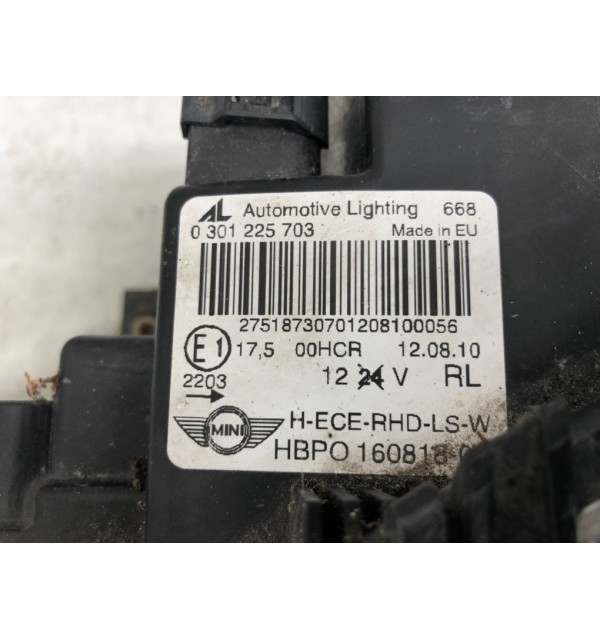 AL Automotive Lighting 668
0 301 225 703 Made in EU
27518730701208100056
E1 17,5 00HCR 12.08.10
2203 12 24 V RL
MINI H-ECE-RHD-LS-W
HBPO